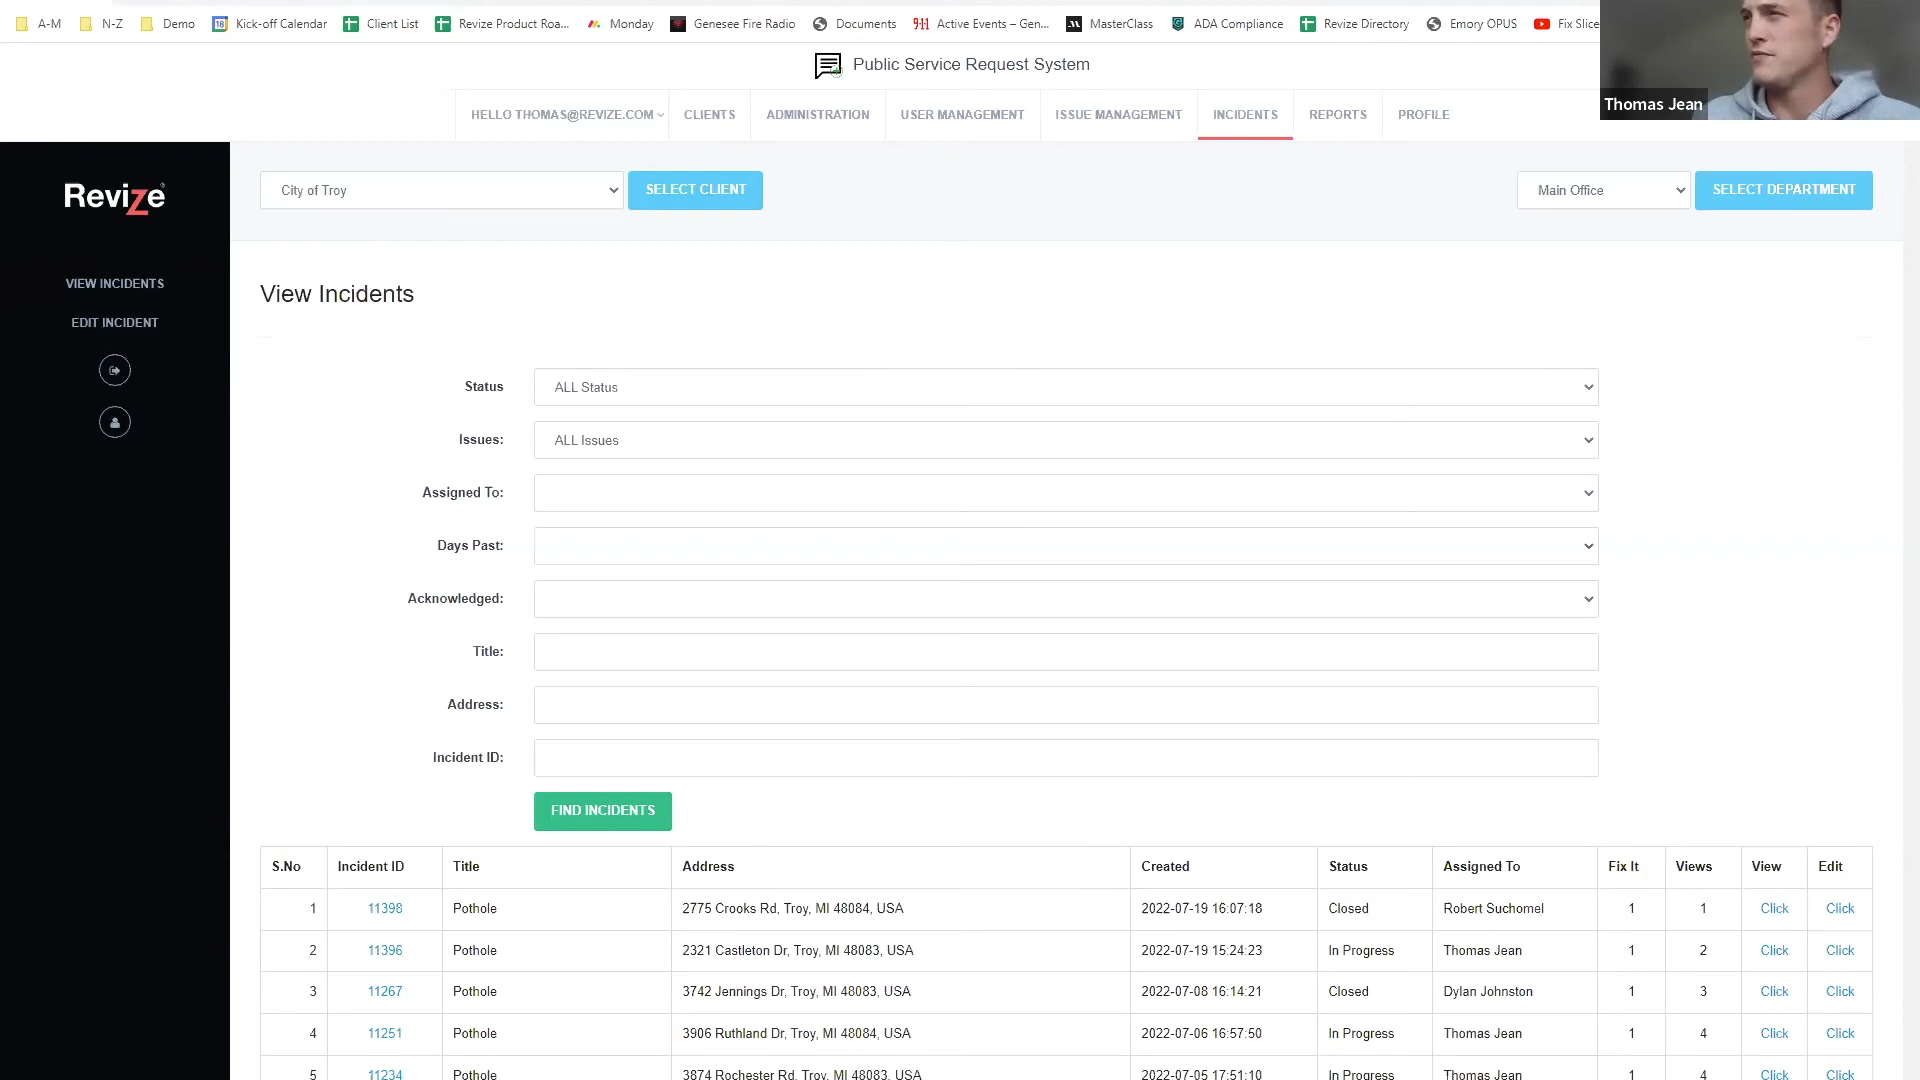 A-M N-Z Demo Kick-off Calendar Client List Revize Product Roa... Monday Genesee Fire Radio Documents Active Events – Gen... MasterClass ADA Compliance Revize Directory Emory OPUS Fix Slice
Public Service Request System
Thomas Jean
HELLO THOMAS@REVIZE.COM CLIENTS ADMINISTRATION USER MANAGEMENT ISSUE MANAGEMENT INCIDENTS REPORTS PROFILE
Revize
City of Troy SELECT CLIENT Main Office SELECT DEPARTMENT
VIEW INCIDENTS
EDIT INCIDENT
View Incidents
Status ALL Status
Issues: ALL Issues
Assigned To:
Days Past:
Acknowledged:
Title:
Address:
Incident ID:
FIND INCIDENTS
S.No Incident ID Title Address Created Status Assigned To Fix It Views View Edit
1 11398 Pothole 2775 Crooks Rd, Troy, MI 48084, USA 2022-07-19 16:07:18 Closed Robert Suchomel 1 1 Click Click
2 11396 Pothole 2321 Castleton Dr, Troy, MI 48083, USA 2022-07-19 15:24:23 In Progress Thomas Jean 1 2 Click Click
3 11267 Pothole 3742 Jennings Dr, Troy, MI 48083, USA 2022-07-08 16:14:21 Closed Dylan Johnston 1 3 Click Click
4 11251 Pothole 3906 Ruthland Dr, Troy, MI 48084, USA 2022-07-06 16:57:50 In Progress Thomas Jean 1 4 Click Click
5 11234 Pothole 3874 Rochester Rd, Troy, MI 48083, USA 2022-07-05 17:51:10 In Progress Thomas Jean 1 4 Click Click